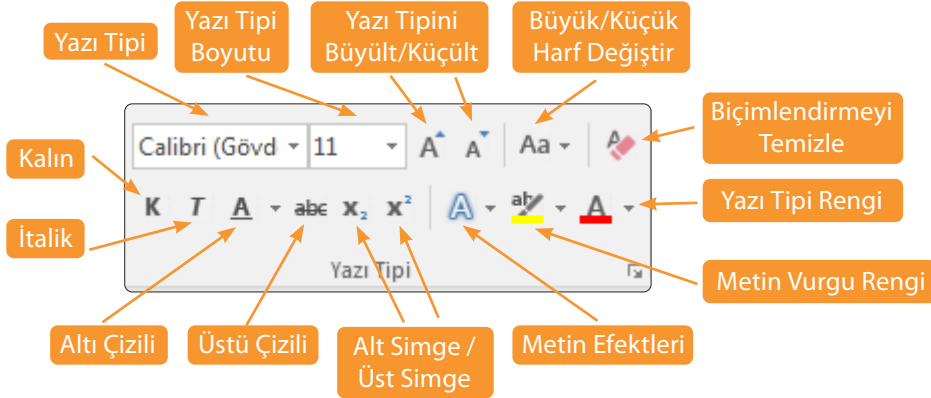 Yazı Tipi
Yazı Tipi
Boyutu
Yazı Tipini
Büyült/Küçült
Büyük/Küçük
Harf Değiştir
Biçimlendirmeyi
Temizle
Calibri (Gövd
11
A A
Aa
A
Kalın
K T A abc x₂ x² A ab A
Yazı Tipi Rengi
İtalik
Yazı Tipi
Metin Vurgu Rengi
Altı Çizili
Üstü Çizili
Alt Simge /
Üst Simge
Metin Efektleri